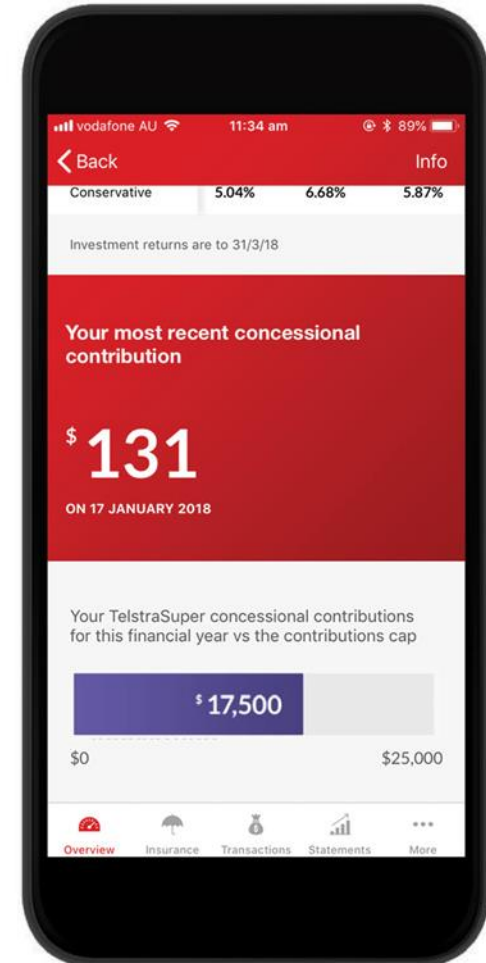 vodafone AU 11:34 am 89%
Back Info
Conservative 5.04% 6.68% 5.87%
Investment returns are to 31/3/18
Your most recent concessional
contribution
$131
ON 17 JANUARY 2018
Your TelstraSuper concessional contributions
for this financial year vs the contributions cap
$17,500
$0 $25,000
Overview Insurance Transactions Statements More